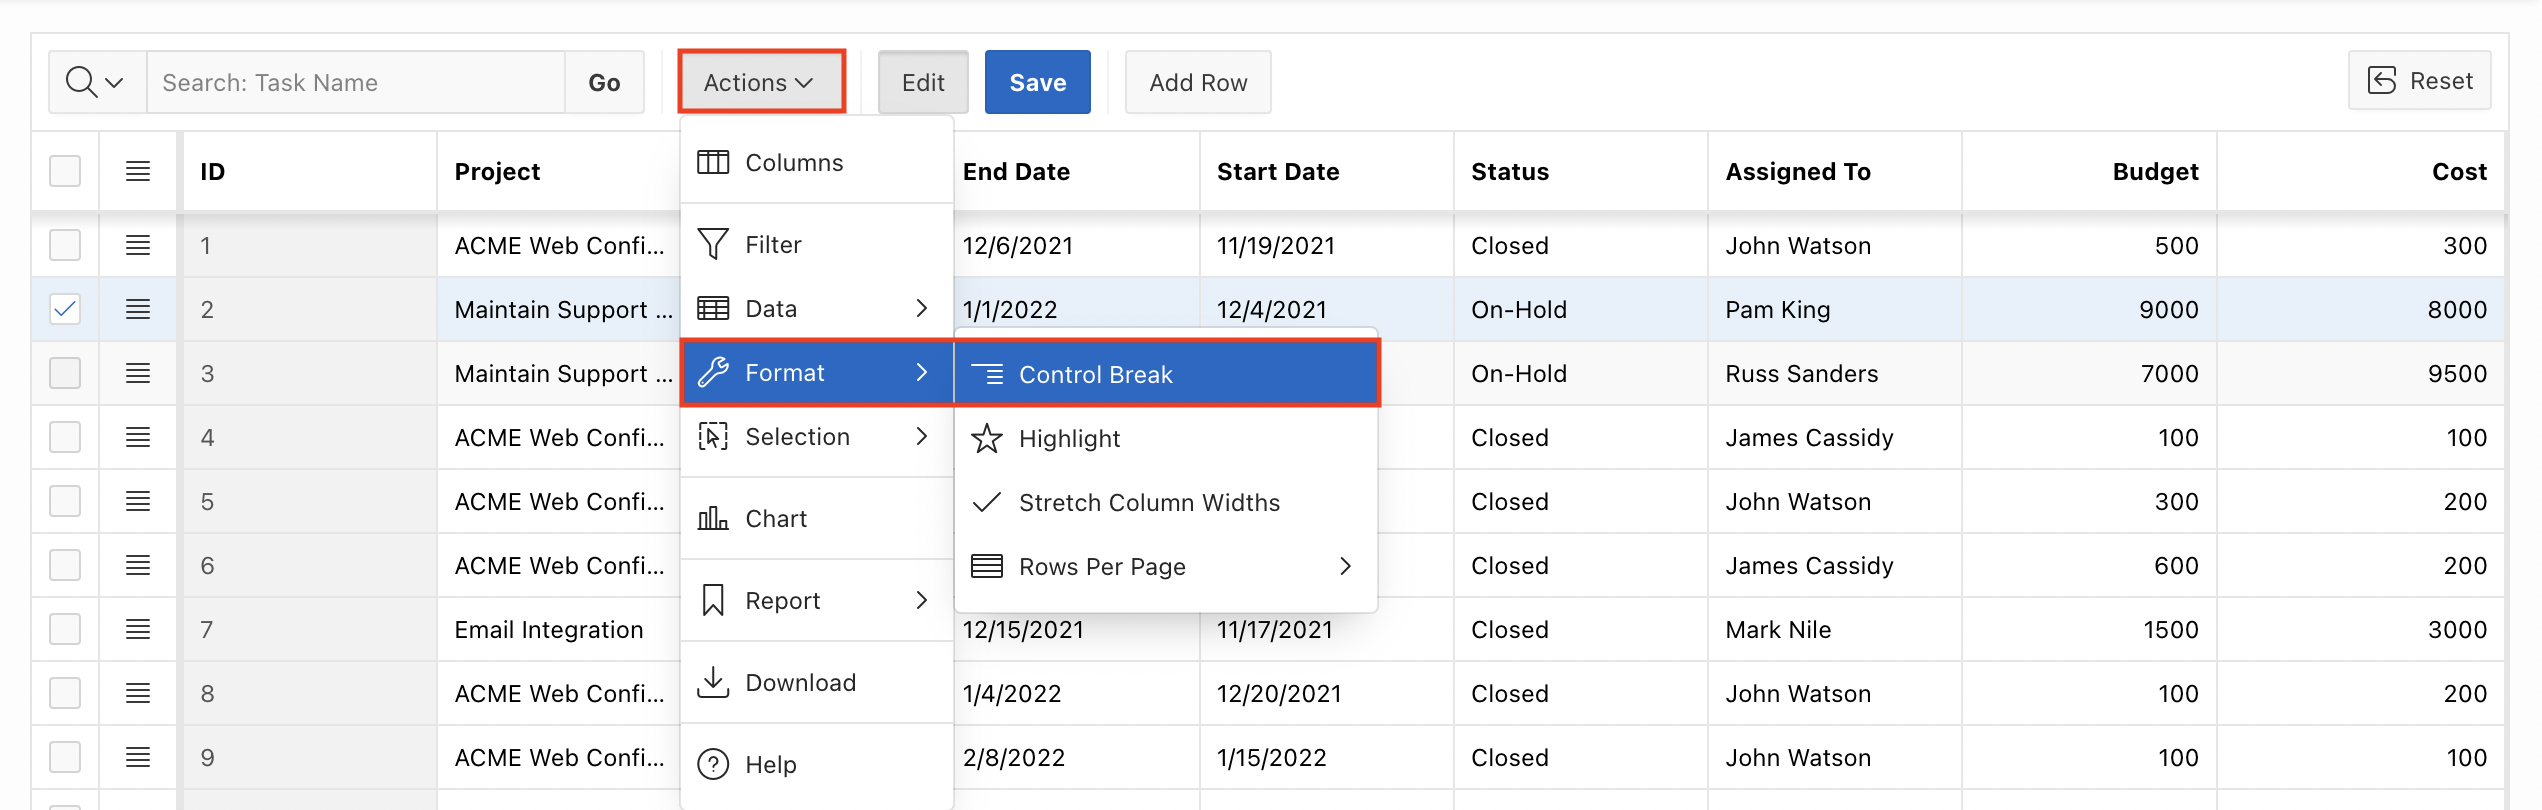 Search: Task Name Go Actions Edit Save Add Row Reset
ID Project End Date Start Date Status Assigned To Budget Cost
Columns
Filter
Data
Format
Selection
Chart
Report
Download
? Help
Control Break
Highlight
Stretch Column Widths
Rows Per Page
1 ACME Web Confi... 12/6/2021 11/19/2021 Closed John Watson 500 300
2 Maintain Support ... 1/1/2022 12/4/2021 On-Hold Pam King 9000 8000
3 Maintain Support ... On-Hold Russ Sanders 7000 9500
4 ACME Web Confi... Closed James Cassidy 100 100
5 ACME Web Confi... Closed John Watson 300 200
6 ACME Web Confi... Closed James Cassidy 600 200
7 Email Integration 12/15/2021 11/17/2021 Closed Mark Nile 1500 3000
8 ACME Web Confi... 1/4/2022 12/20/2021 Closed John Watson 100 200
9 ACME Web Confi... 2/8/2022 1/15/2022 Closed John Watson 100 100